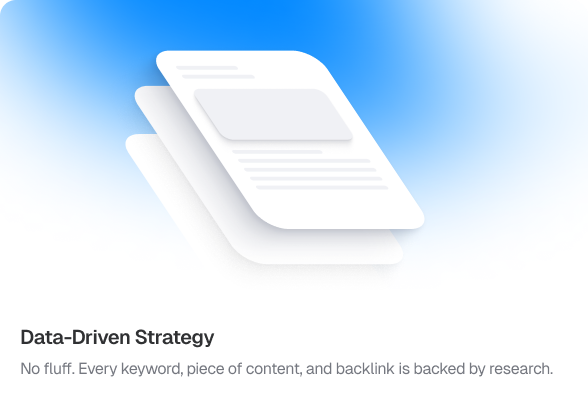 Data-Driven Strategy
No fluff. Every keyword, piece of content, and backlink is backed by research.